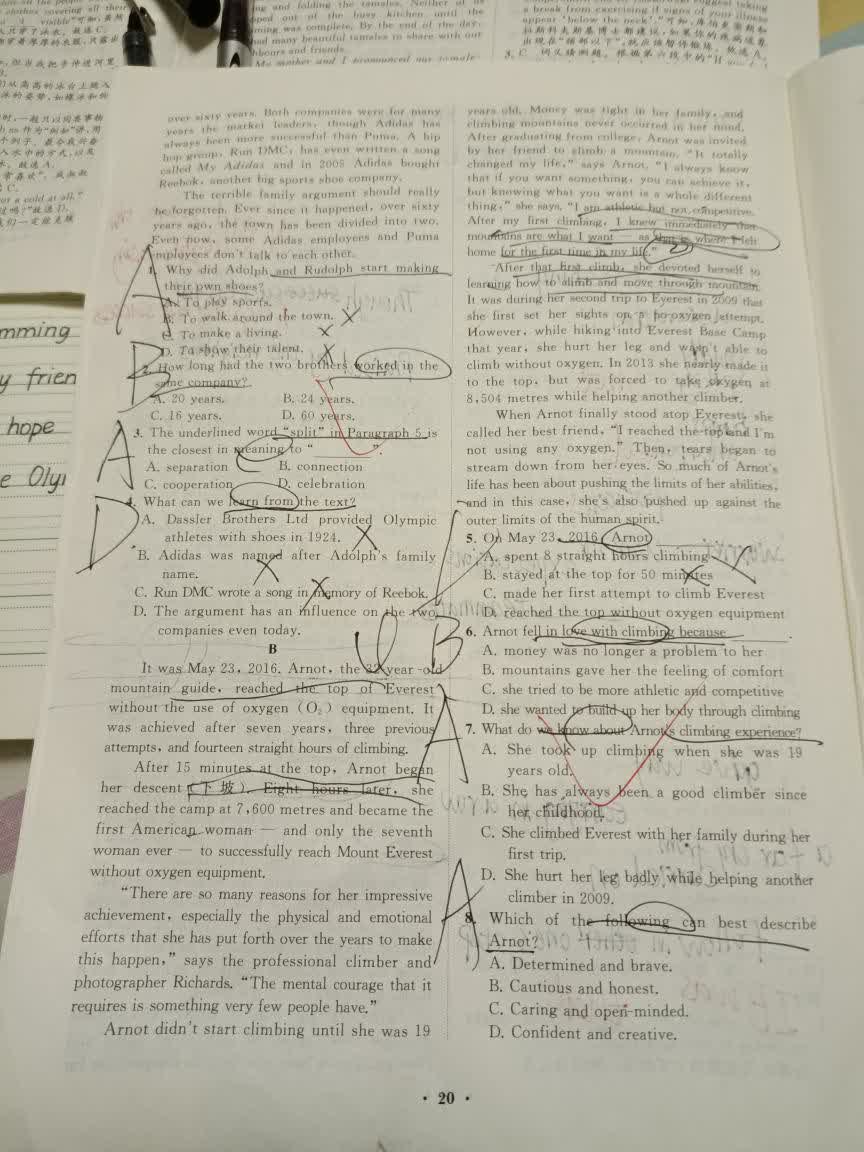 over sixty years. Both companies were for many
years the market leaders, though Adidas has
always been more successful than Puma. A hip
hop group, Run DMC, has even written a song
called My Adidas and in 2005 Adidas bought
Reebok, another big sports shoe company.
The terrible family argument should really
be forgotten. Ever since it happened, over sixty
years ago, the town has been divided into two.
Even now, some Adidas employees and Puma
employees don't talk to each other.
1. Why did Adolph and Rudolph start making
their own shoes?
A. To play sports.
B. To walk around the town.
C. To make a living.
D. To show their talent.
2. How long had the two brothers worked in the
same company?
A. 20 years. B. 24 years.
C. 16 years. D. 60 years.
3. The underlined word "split" in Paragraph 5 is
the closest in meaning to "______".
A. separation B. connection
C. cooperation D. celebration
4. What can we learn from the text?
A. Dassler Brothers Ltd provided Olympic
athletes with shoes in 1924.
B. Adidas was named after Adolph's family
name.
C. Run DMC wrote a song in memory of Reebok.
D. The argument has an influence on the two
companies even today.
B
It was May 23, 2016. Arnot, the 32-year-old
mountain guide, reached the top of Everest
without the use of oxygen (O₂) equipment. It
was achieved after seven years, three previous
attempts, and fourteen straight hours of climbing.
After 15 minutes at the top, Arnot began
her descent (下坡). Eight hours later, she
reached the camp at 7,600 metres and became the
first American woman — and only the seventh
woman ever — to successfully reach Mount Everest
without oxygen equipment.
"There are so many reasons for her impressive
achievement, especially the physical and emotional
efforts that she has put forth over the years to make
this happen," says the professional climber and
photographer Richards. "The mental courage that it
requires is something very few people have."
Arnot didn't start climbing until she was 19
years old. Money was tight in her family, and
climbing mountains never occurred in her mind.
After graduating from college, Arnot was invited
by her friend to climb a mountain. "It totally
changed my life," says Arnot. "I always know
that if you want something, you can achieve it,
but knowing what you want is a whole different
thing," she says. "I am athletic but not competitive.
After my first climbing, I knew immediately that
mountains are what I want — as that is where I felt
home for the first time in my life."
After that first climb, she devoted herself to
learning how to climb and move through mountain.
It was during her second trip to Everest in 2009 that
she first set her sights on a no-oxygen attempt.
However, while hiking into Everest Base Camp
that year, she hurt her leg and wasn't able to
climb without oxygen. In 2013 she nearly made it
to the top, but was forced to take oxygen at
8,504 metres while helping another climber.
When Arnot finally stood atop Everest, she
called her best friend, "I reached the top and I'm
not using any oxygen." Then, tears began to
stream down from her eyes. So much of Arnot's
life has been about pushing the limits of her abilities,
and in this case, she's also pushed up against the
outer limits of the human spirit.
5. On May 23, 2016, Arnot ______.
A. spent 8 straight hours climbing
B. stayed at the top for 50 minutes
C. made her first attempt to climb Everest
D. reached the top without oxygen equipment
6. Arnot fell in love with climbing because ______.
A. money was no longer a problem to her
B. mountains gave her the feeling of comfort
C. she tried to be more athletic and competitive
D. she wanted to build up her body through climbing
7. What do we know about Arnot's climbing experience?
A. She took up climbing when she was 19
years old.
B. She has always been a good climber since
her childhood.
C. She climbed Everest with her family during her
first trip.
D. She hurt her leg badly while helping another
climber in 2009.
8. Which of the following can best describe
Arnot?
A. Determined and brave.
B. Cautious and honest.
C. Caring and open-minded.
D. Confident and creative.
· 20 ·
A
B
A
D
B
A
A
mming
y frien
hope
e Olym